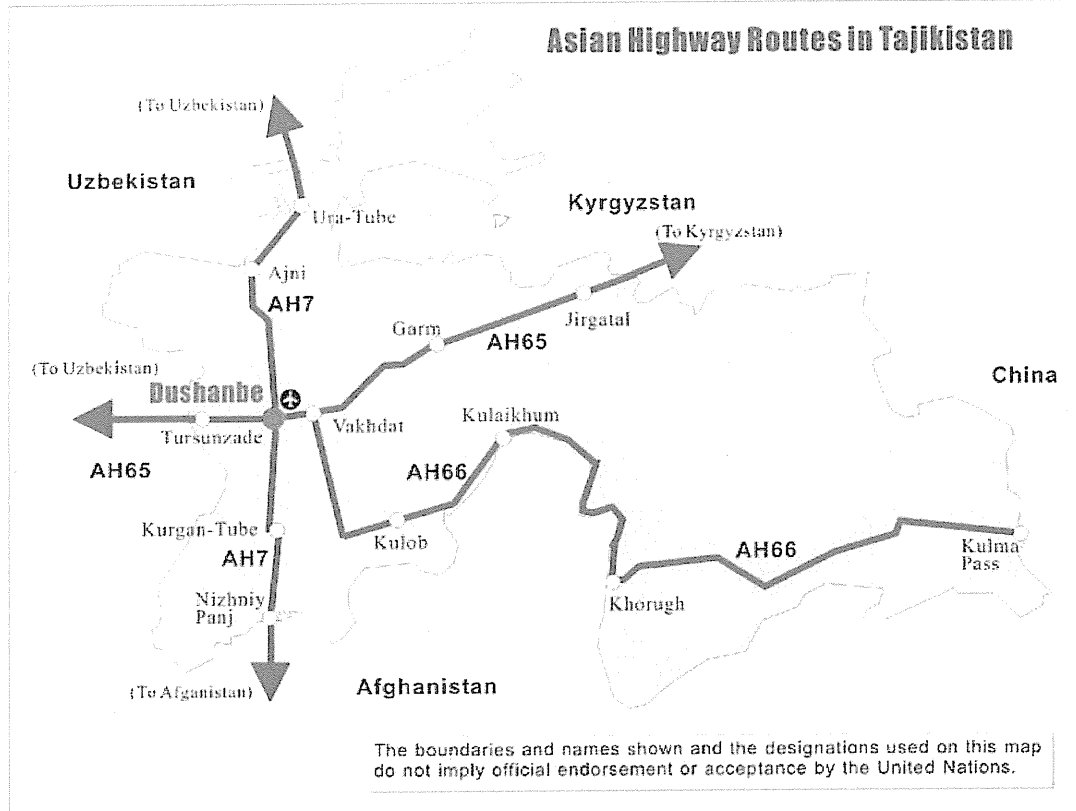 Asian Highway Routes in Tajikistan
(To Uzbekistan)
Uzbekistan
Ura-Tube
Kyrgyzstan
(To Kyrgyzstan)
Ajni
AH7
Jirgatal
Garm
AH65
(To Uzbekistan)
Dushanbe
China
Tursunzade
Vakhdat
Kulaikhum
AH65
AH66
Kurgan-Tube
Kulob
AH7
AH66
Kulma
Pass
Nizhniy
Panj
Khorugh
(To Afganistan)
Afghanistan
The boundaries and names shown and the designations used on this map
do not imply official endorsement or acceptance by the United Nations.